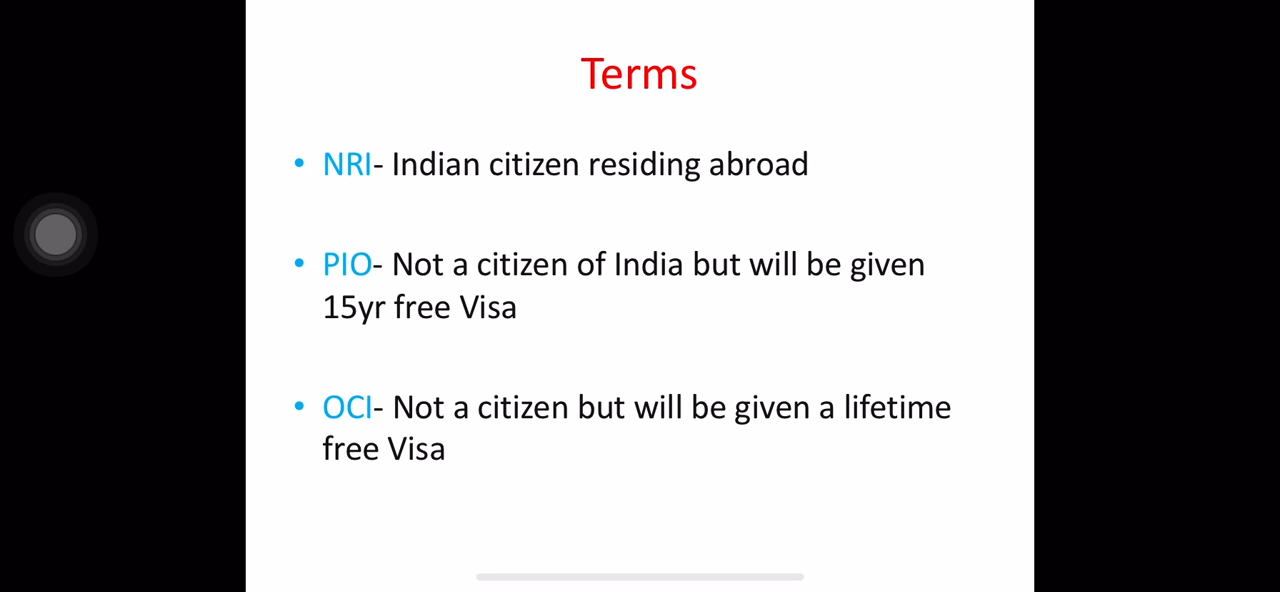 Terms
• NRI- Indian citizen residing abroad
• PIO- Not a citizen of India but will be given
15yr free Visa
• OCI- Not a citizen but will be given a lifetime
free Visa